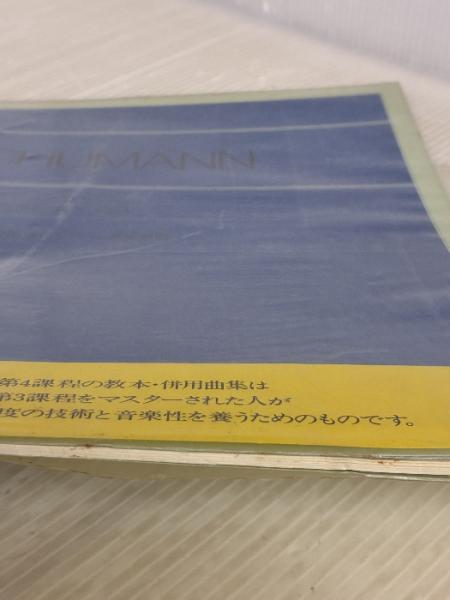 HUMANN
第4課程の教本・併用曲集は
第3課程をマスターされた人が
度の技術と音楽性を養うためのものです。